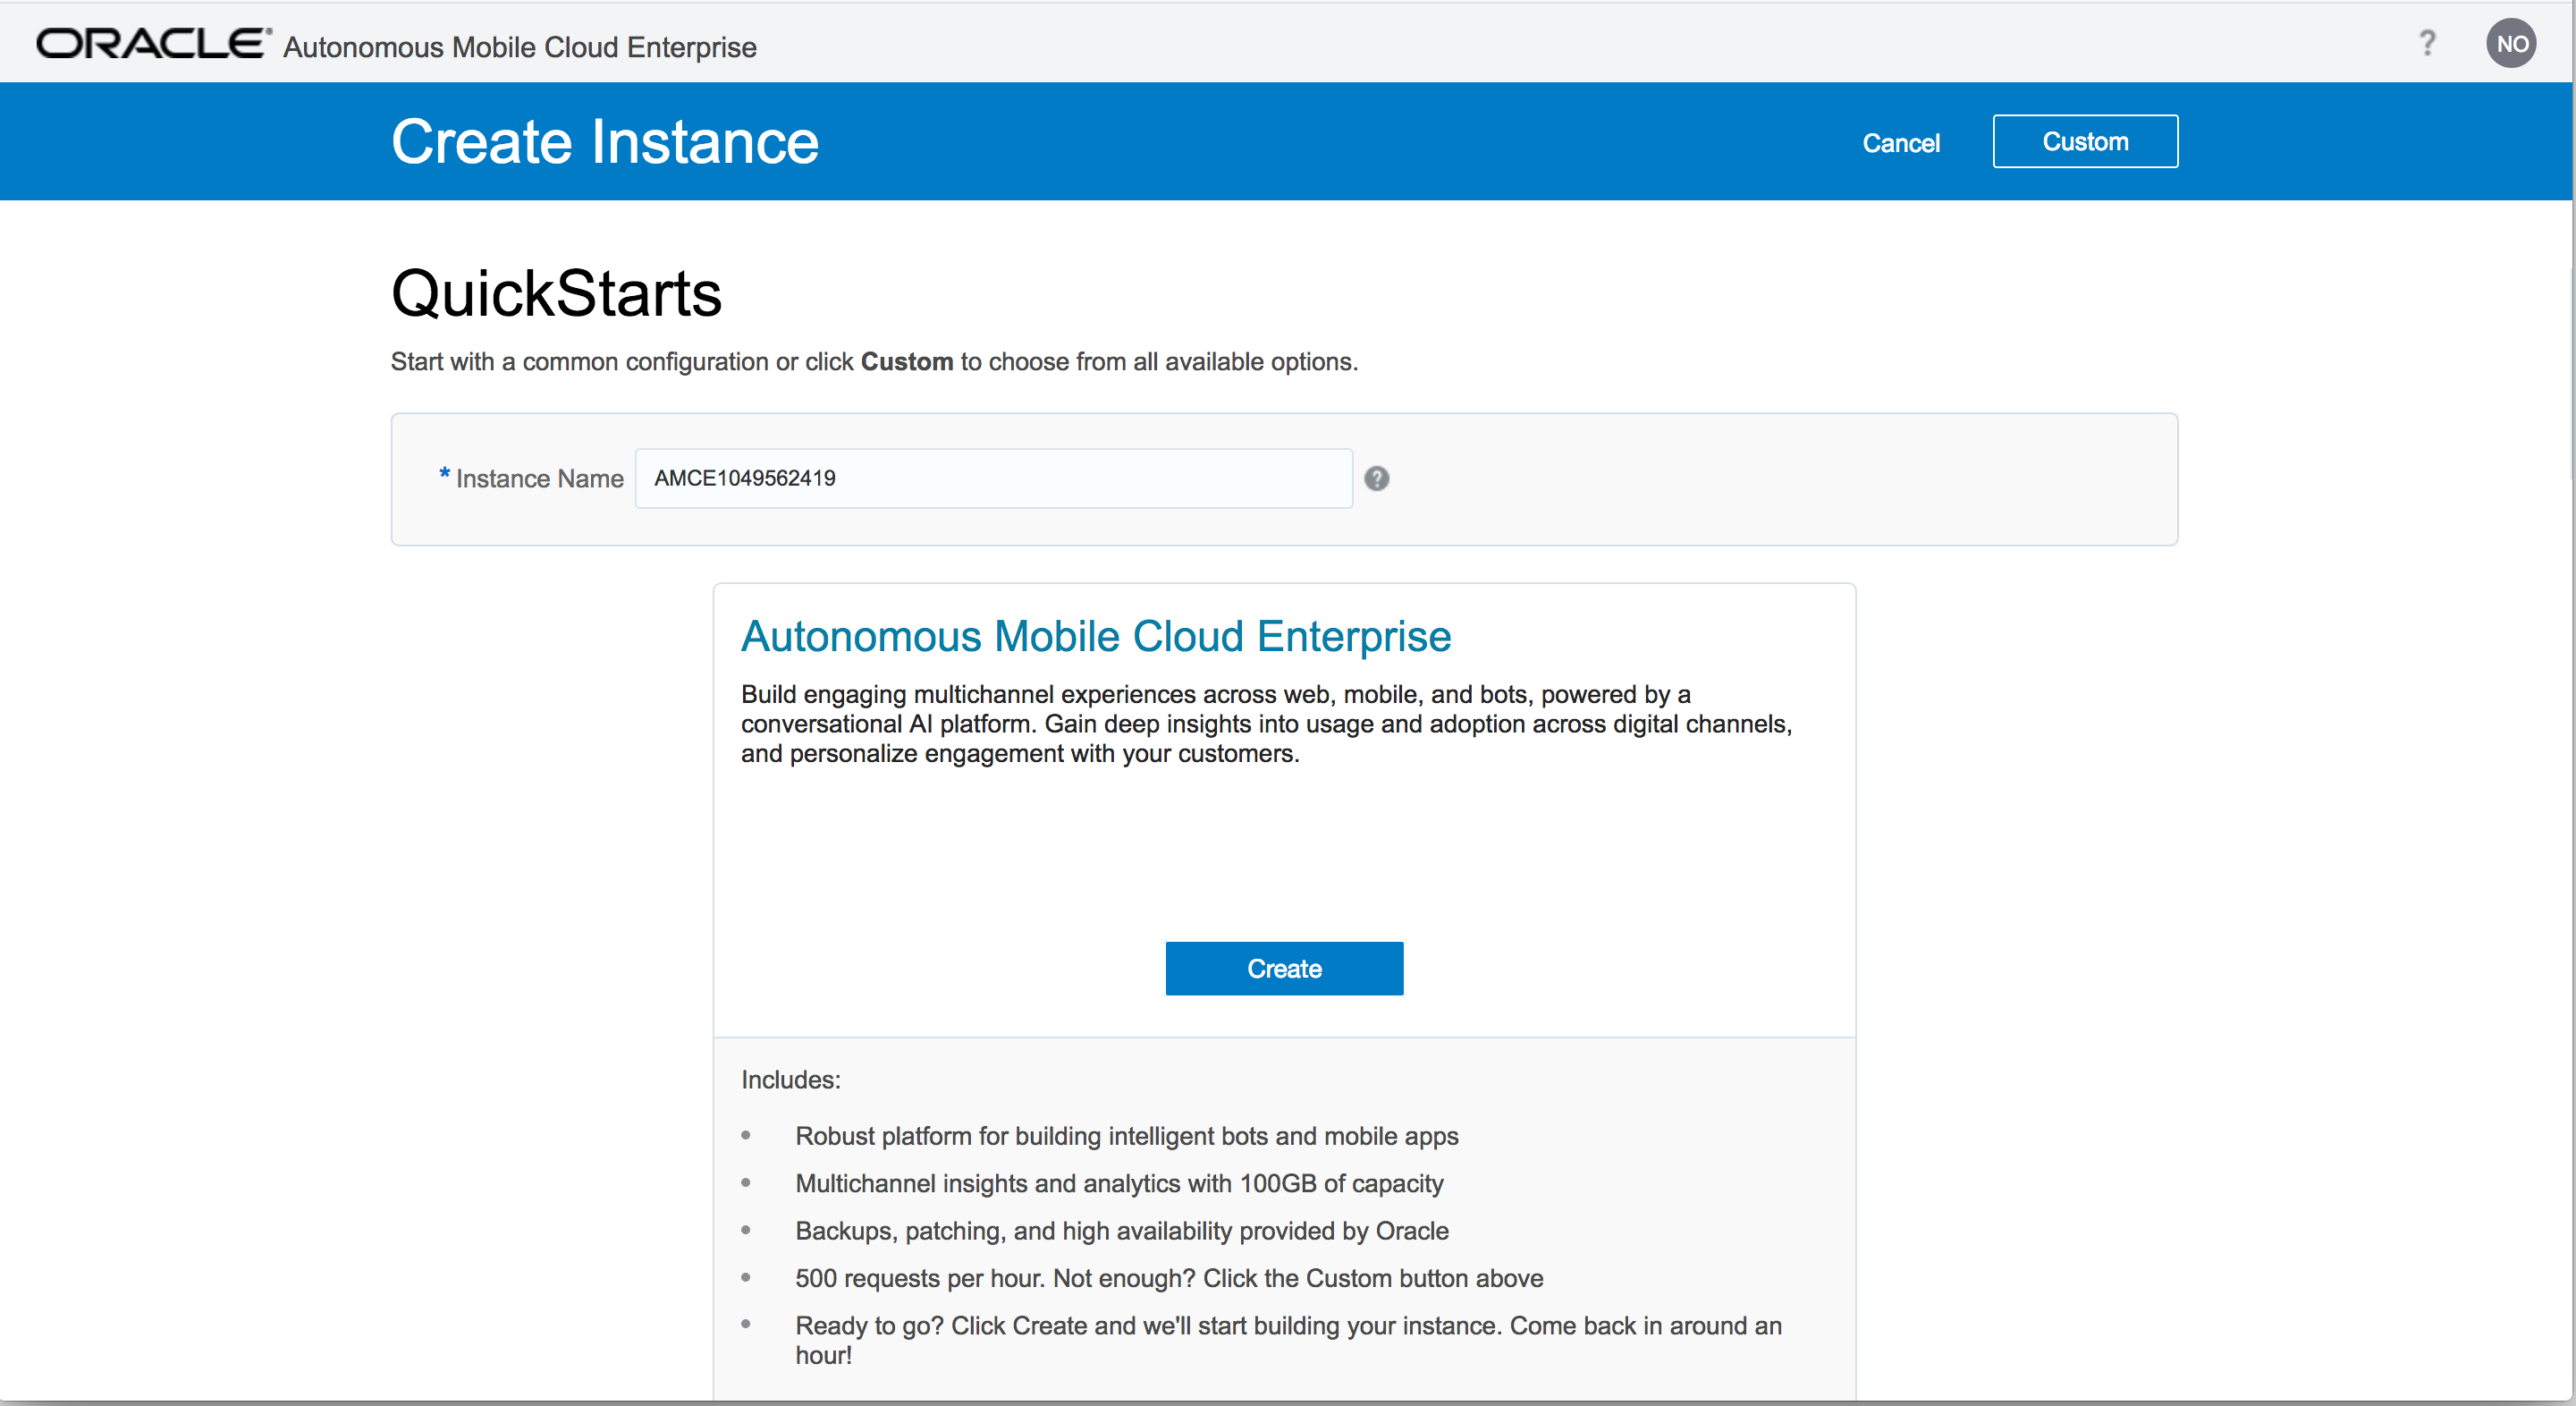 ORACLE® Autonomous Mobile Cloud Enterprise
? NO
Create Instance
Cancel
Custom
QuickStarts
Start with a common configuration or click Custom to choose from all available options.
* Instance Name AMCE1049562419 ?
Autonomous Mobile Cloud Enterprise
Build engaging multichannel experiences across web, mobile, and bots, powered by a
conversational AI platform. Gain deep insights into usage and adoption across digital channels,
and personalize engagement with your customers.
Create
Includes:
• Robust platform for building intelligent bots and mobile apps
• Multichannel insights and analytics with 100GB of capacity
• Backups, patching, and high availability provided by Oracle
• 500 requests per hour. Not enough? Click the Custom button above
• Ready to go? Click Create and we'll start building your instance. Come back in around an
hour!